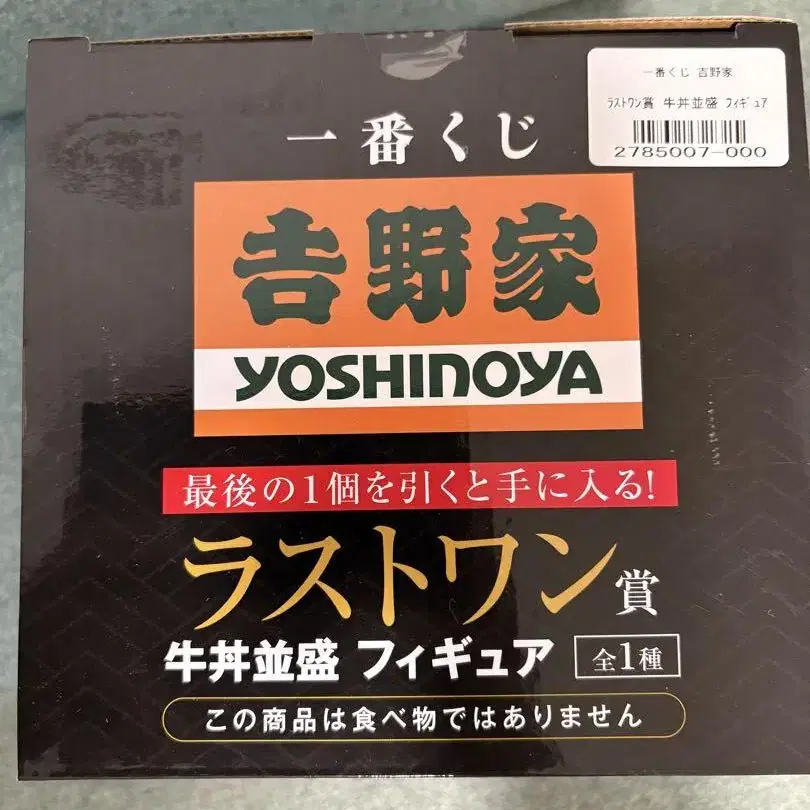 一番くじ 吉野家
ﾗｽﾄﾜﾝ賞 牛丼並盛 ﾌｨｷﾞｭｱ
2785007-000
一番くじ
𠮷野家
YOSHINOYA
最後の1個を引くと手に入る!
ラストワン賞
牛丼並盛 フィギュア 全1種
この商品は食べ物ではありません